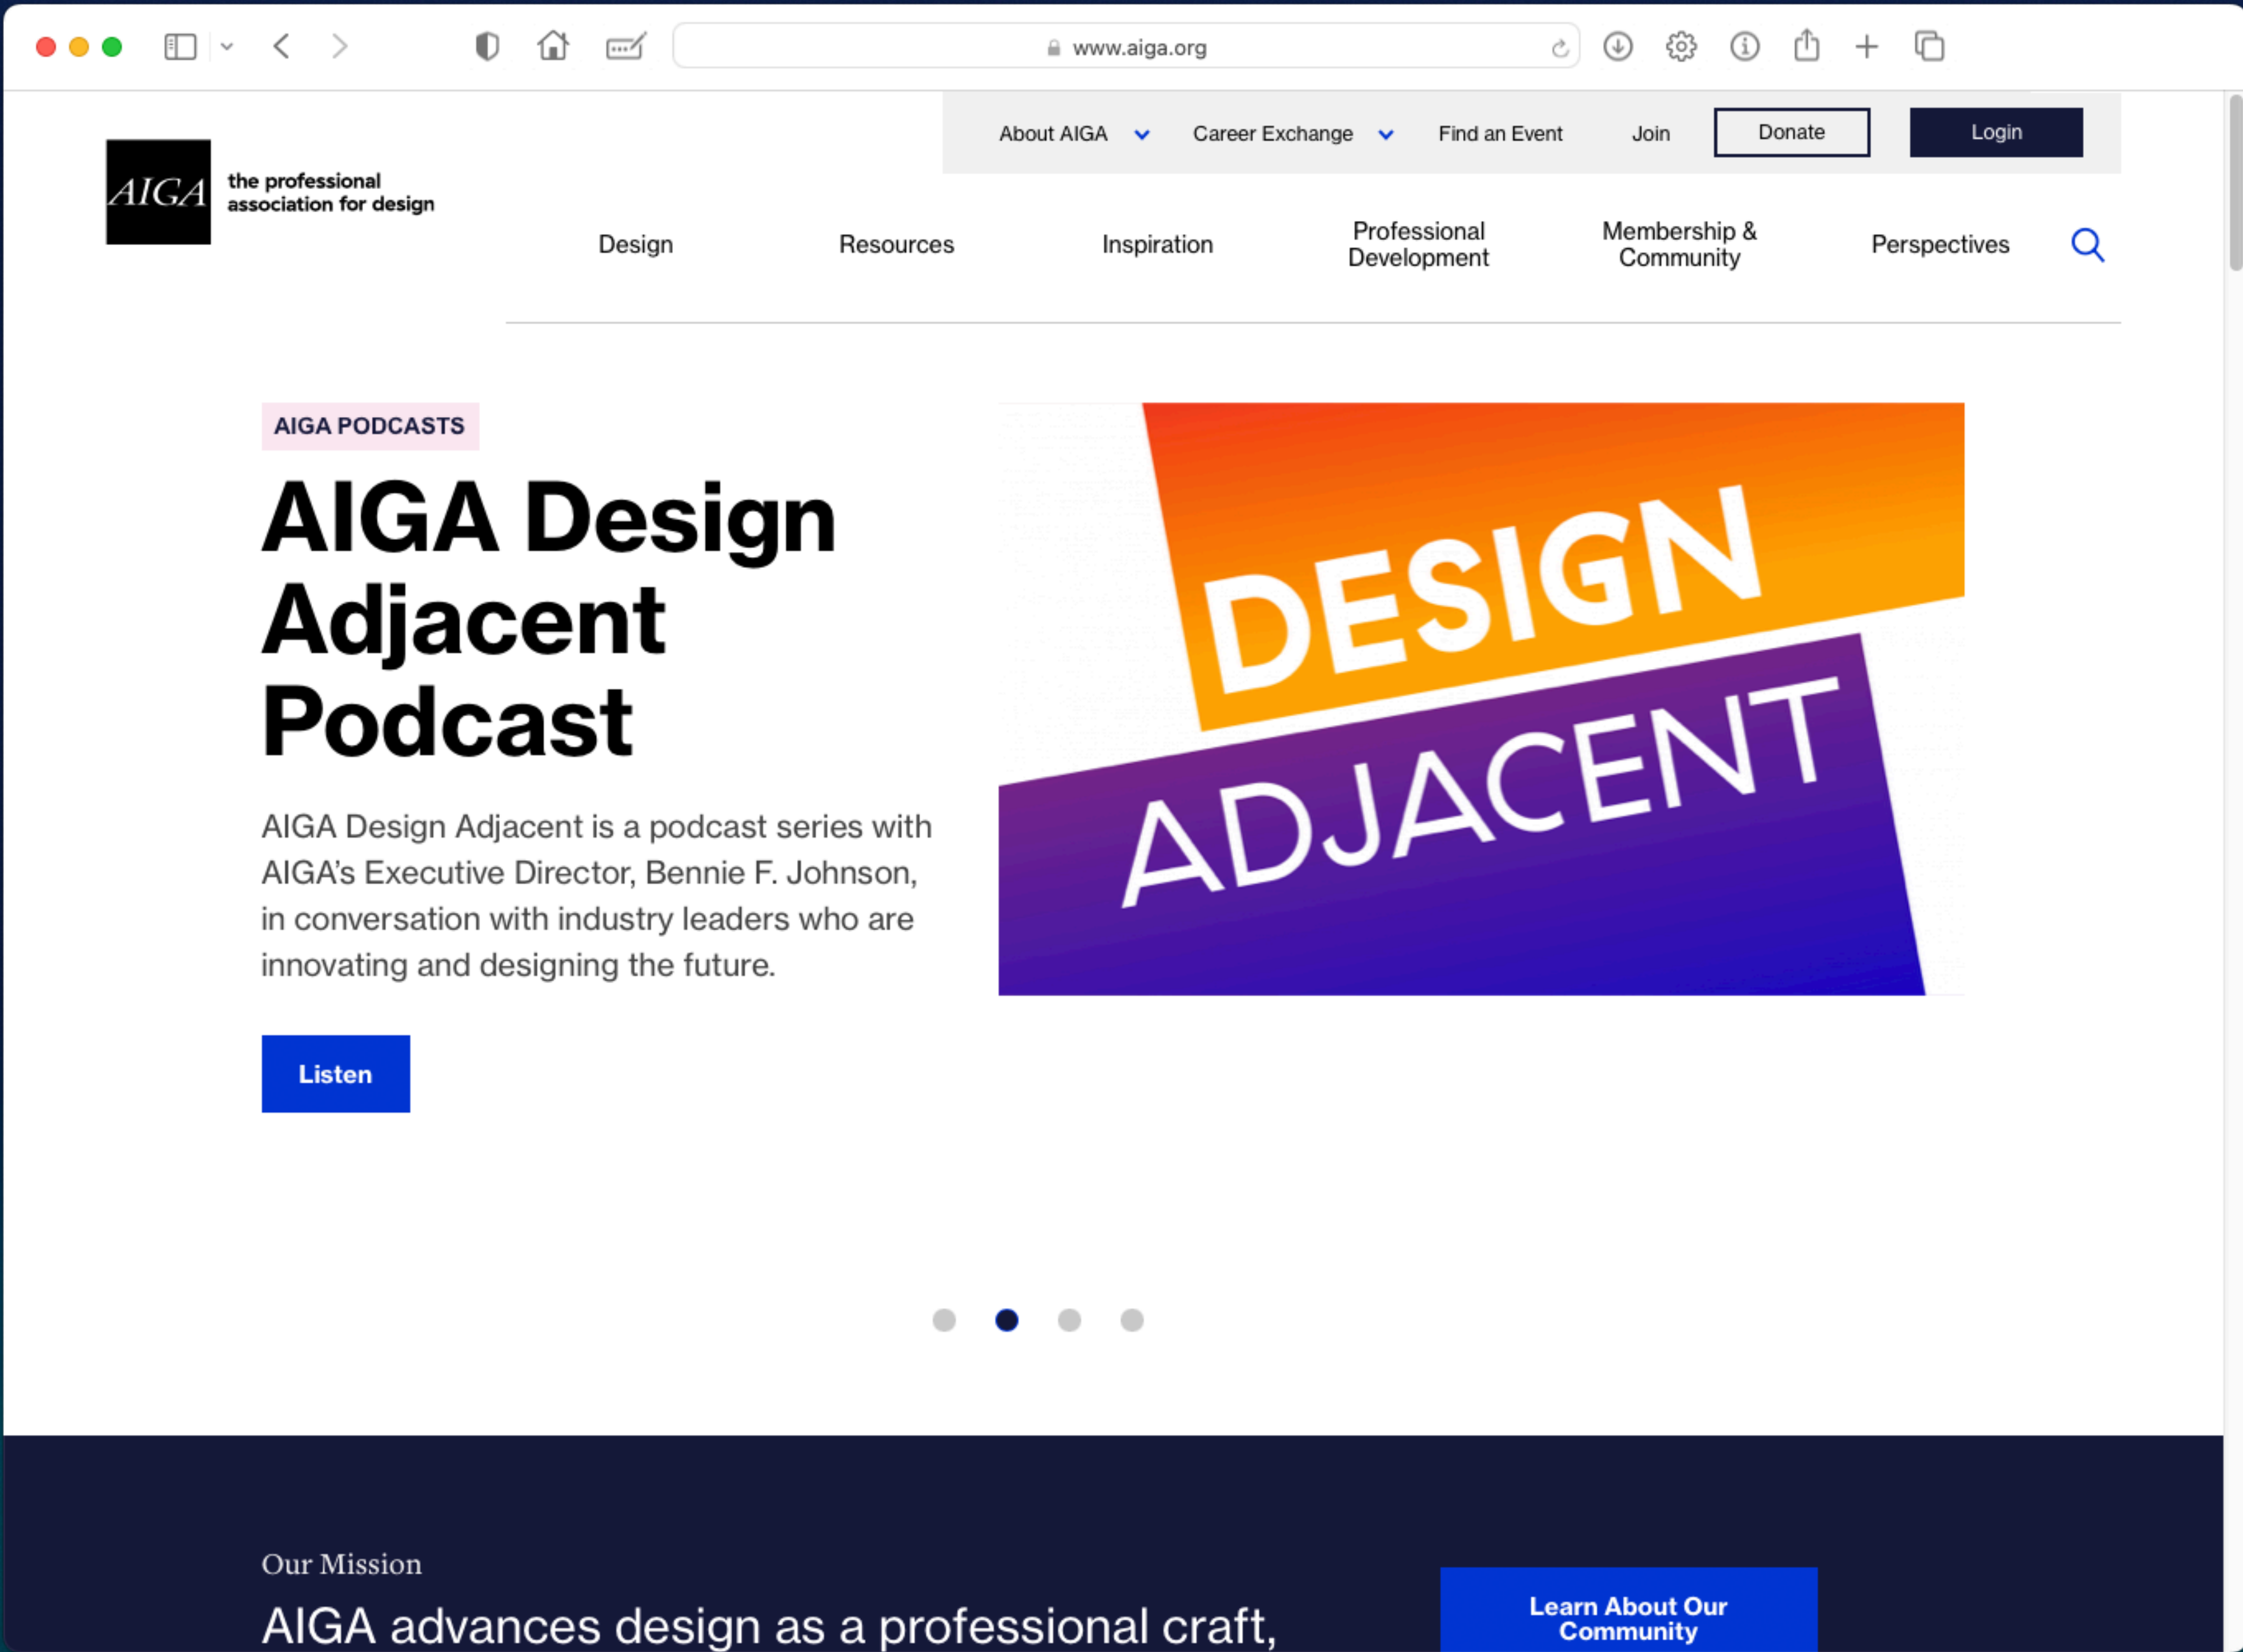 www.aiga.org
About AIGA
Career Exchange
Find an Event
Join
Donate
Login
AIGA
the professional
association for design
Design
Resources
Inspiration
Professional
Development
Membership &
Community
Perspectives
AIGA PODCASTS
AIGA Design
Adjacent
Podcast
AIGA Design Adjacent is a podcast series with
AIGA’s Executive Director, Bennie F. Johnson,
in conversation with industry leaders who are
innovating and designing the future.
Listen
DESIGN
ADJACENT
Our Mission
AIGA advances design as a professional craft,
Learn About Our
Community